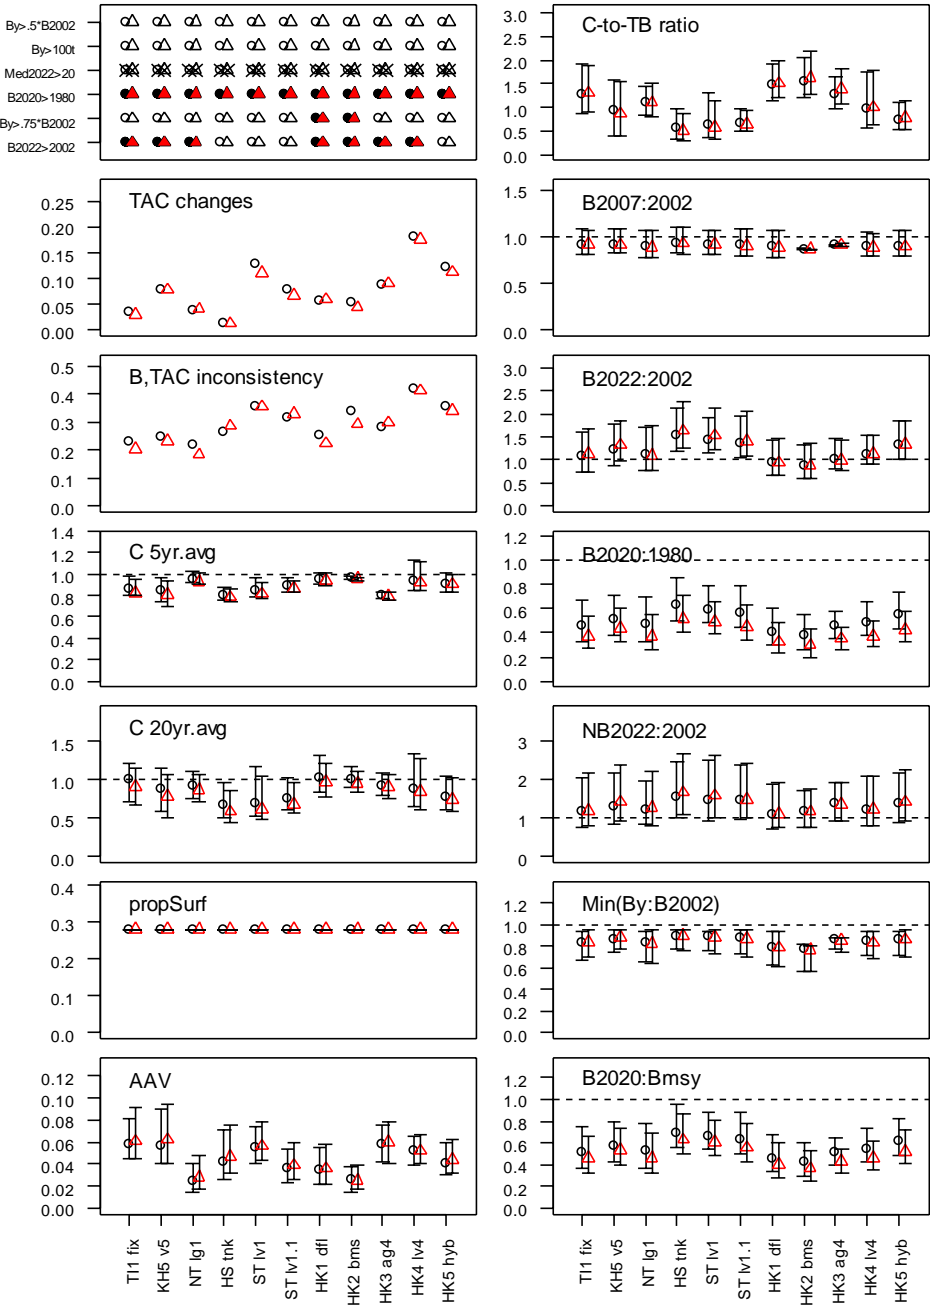 By>.5*B2002
By>100t
Med2022>20
B2020>1980
By>.75*B2002
B2022>2002
C-to-TB ratio
3.0
2.5
2.0
1.5
1.0
0.5
0.0
TAC changes
0.25
0.20
0.15
0.10
0.05
0.00
B2007:2002
1.5
1.0
0.5
0.0
B,TAC inconsistency
0.5
0.4
0.3
0.2
0.1
0.0
B2022:2002
3.0
2.5
2.0
1.5
1.0
0.5
0.0
C 5yr.avg
1.4
1.2
1.0
0.8
0.6
0.4
0.2
0.0
B2020:1980
1.0
0.8
0.6
0.4
0.2
0.0
C 20yr.avg
1.5
1.0
0.5
0.0
NB2022:2002
3
2
1
0
propSurf
0.4
0.3
0.2
0.1
0.0
Min(By:B2002)
1.2
1.0
0.8
0.6
0.4
0.2
0.0
AAV
0.12
0.10
0.08
0.06
0.04
0.02
0.00
B2020:Bmsy
1.2
1.0
0.8
0.6
0.4
0.2
0.0
TI1 fix
KH5 v5
NT lg1
HS tnk
ST lv1
ST lv1.1
HK1 dfl
HK2 bms
HK3 ag4
HK4 lv4
HK5 hyb
TI1 fix
KH5 v5
NT lg1
HS tnk
ST lv1
ST lv1.1
HK1 dfl
HK2 bms
HK3 ag4
HK4 lv4
HK5 hyb